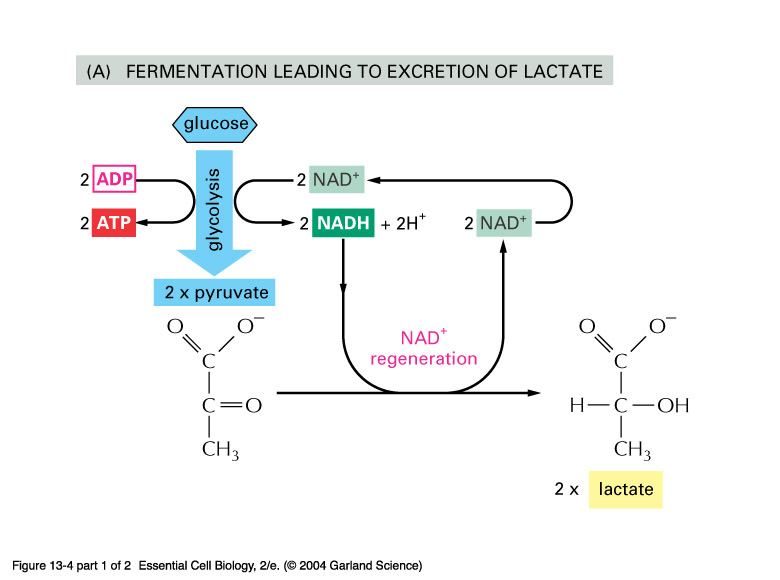 (A) FERMENTATION LEADING TO EXCRETION OF LACTATE
glucose
2 ADP
2 ATP
glycolysis
2 NAD⁺
2 NADH + 2H⁺
2 NAD⁺
2 x pyruvate
NAD⁺
regeneration
O O⁻
C
C=O
CH₃
O O⁻
C
H—C—OH
CH₃
2 x lactate
Figure 13-4 part 1 of 2 Essential Cell Biology, 2/e. (© 2004 Garland Science)